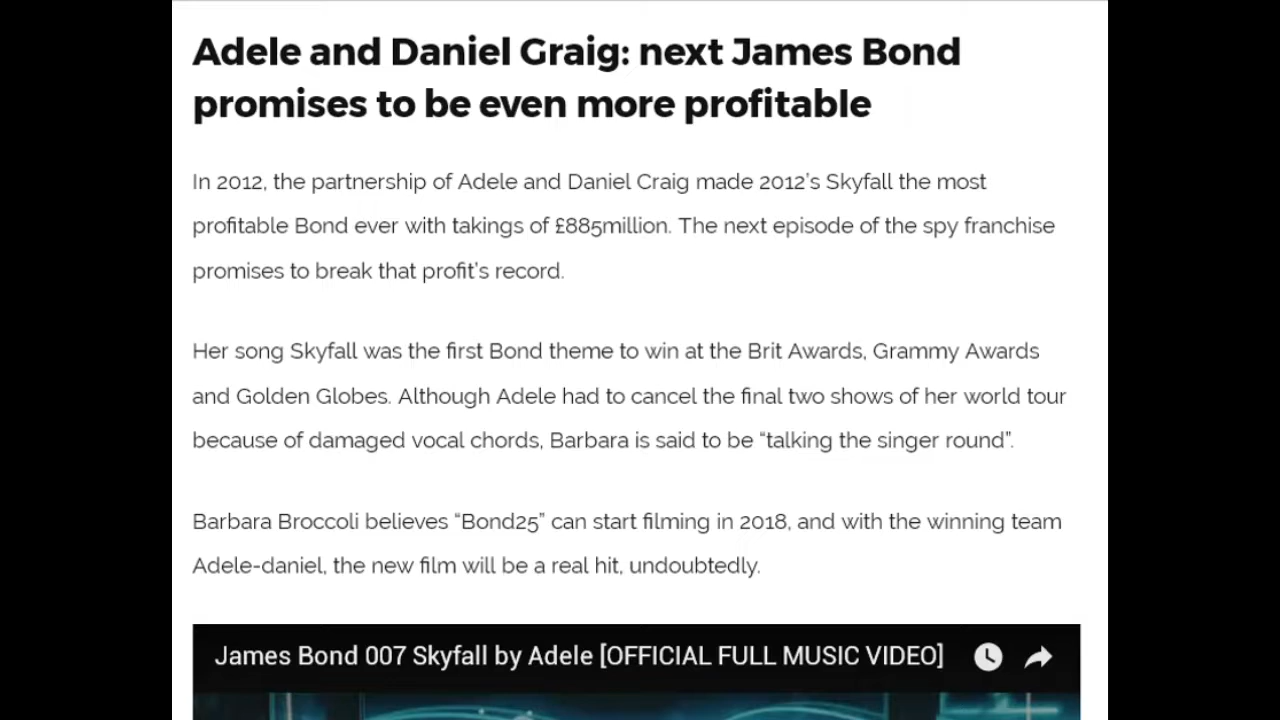 Adele and Daniel Graig: next James Bond
promises to be even more profitable
In 2012, the partnership of Adele and Daniel Craig made 2012’s Skyfall the most
profitable Bond ever with takings of £885million. The next episode of the spy franchise
promises to break that profit’s record.
Her song Skyfall was the first Bond theme to win at the Brit Awards, Grammy Awards
and Golden Globes. Although Adele had to cancel the final two shows of her world tour
because of damaged vocal chords, Barbara is said to be “talking the singer round”.
Barbara Broccoli believes “Bond25” can start filming in 2018, and with the winning team
Adele-daniel, the new film will be a real hit, undoubtedly.
James Bond 007 Skyfall by Adele [OFFICIAL FULL MUSIC VIDEO]